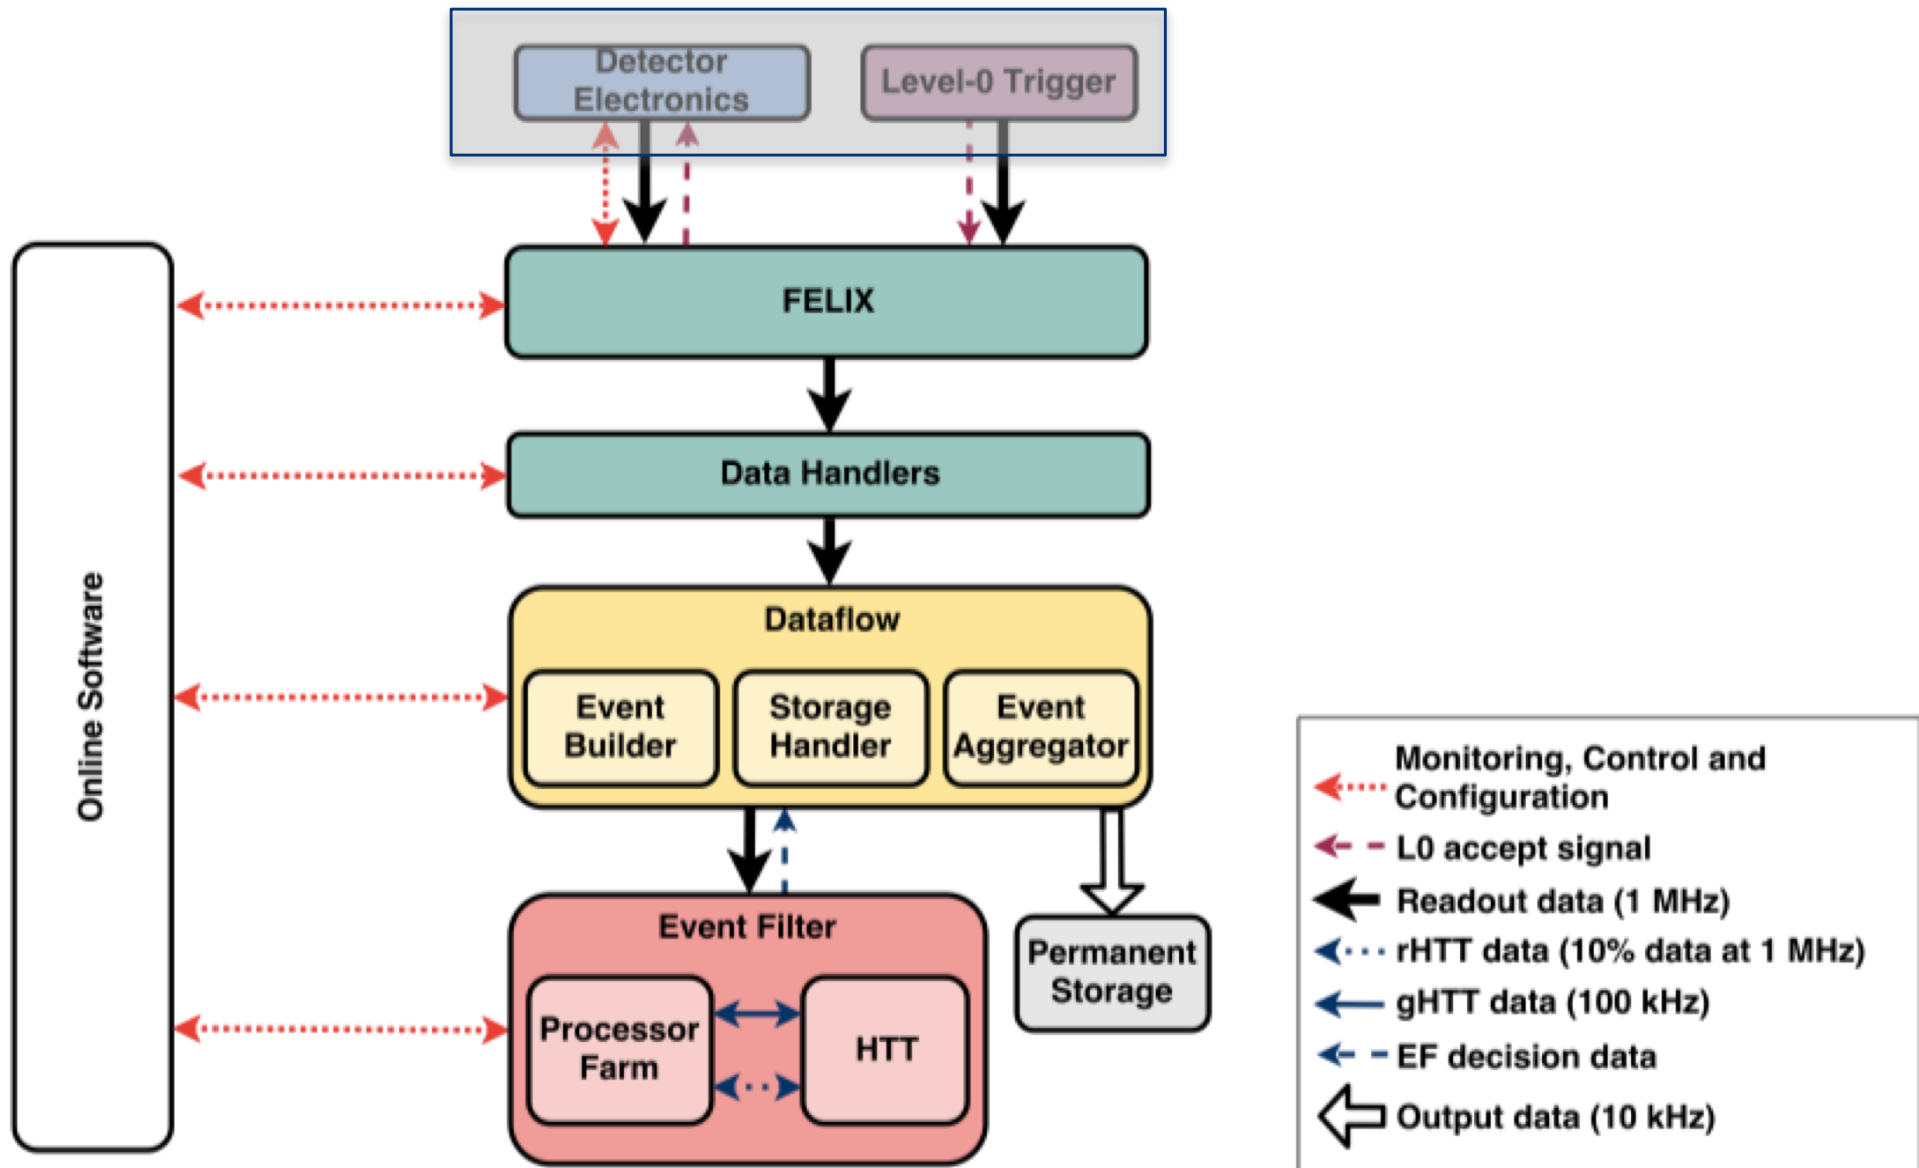 Detector
Electronics
Level-0 Trigger
FELIX
Data Handlers
Online Software
Dataflow
Event
Builder
Storage
Handler
Event
Aggregator
Event Filter
Processor
Farm
HTT
Permanent
Storage
Monitoring, Control and
Configuration
L0 accept signal
Readout data (1 MHz)
rHTT data (10% data at 1 MHz)
gHTT data (100 kHz)
EF decision data
Output data (10 kHz)